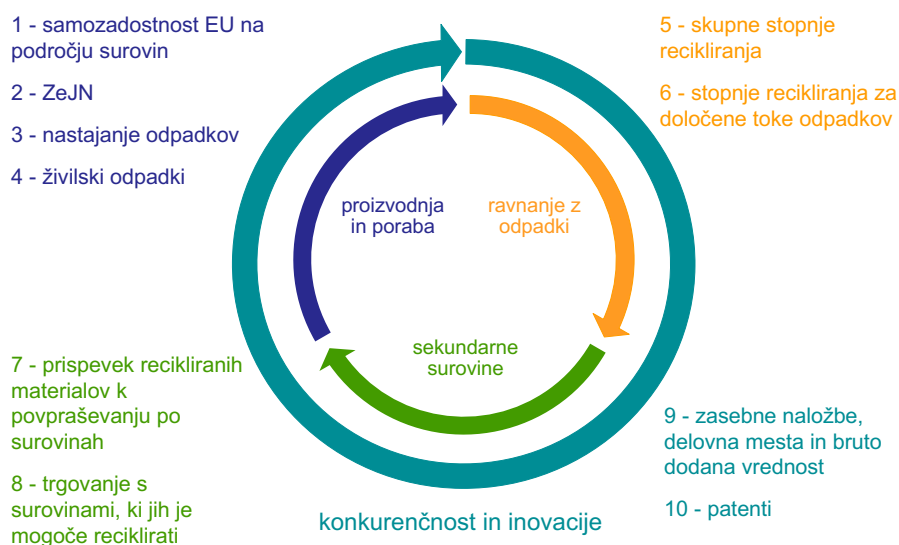 1 - samozadostnost EU na
področju surovin
2 - ZeJN
3 - nastajanje odpadkov
4 - živilski odpadki
5 - skupne stopnje
recikliranja
6 - stopnje recikliranja za
določene toke odpadkov
proizvodnja
in poraba
ravnanje z
odpadki
sekundarne
surovine
7 - prispevek recikliranih
materialov k
povpraševanju po
surovinah
8 - trgovanje s
surovinami, ki jih je
mogoče reciklirati
9 - zasebne naložbe,
delovna mesta in bruto
dodana vrednost
10 - patenti
konkurenčnost in inovacije